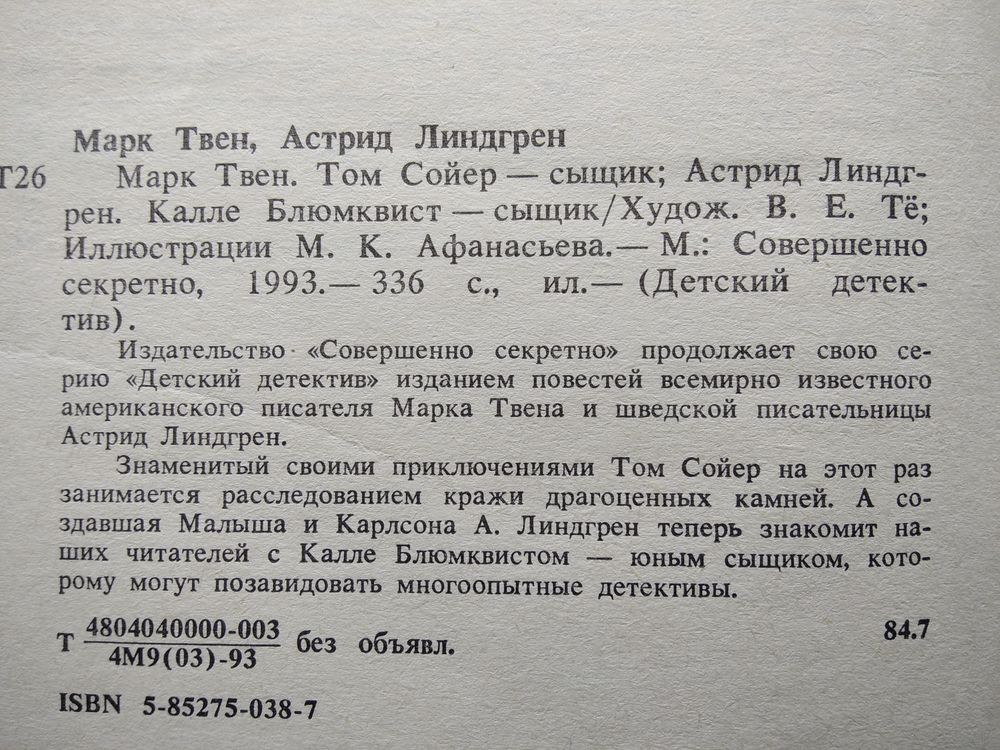 Марк Твен, Астрид Линдгрен
Т26 Марк Твен. Том Сойер — сыщик; Астрид Линдг-
рен. Калле Блюмквист — сыщик/Худож. В. Е. Тё;
Иллюстрации М. К. Афанасьева.— М.: Совершенно
секретно, 1993.— 336 с., ил.— (Детский детек-
тив).
Издательство «Совершенно секретно» продолжает свою се-
рию «Детский детектив» изданием повестей всемирно известного
американского писателя Марка Твена и шведской писательницы
Астрид Линдгрен.
Знаменитый своими приключениями Том Сойер на этот раз
занимается расследованием кражи драгоценных камней. А со-
здавшая Малыша и Карлсона А. Линдгрен теперь знакомит на-
ших читателей с Калле Блюмквистом — юным сыщиком, кото-
рому могут позавидовать многоопытные детективы.
Т 4804040000-003 без объявл. 84.7
4М9(03)-93
ISBN 5-85275-038-7